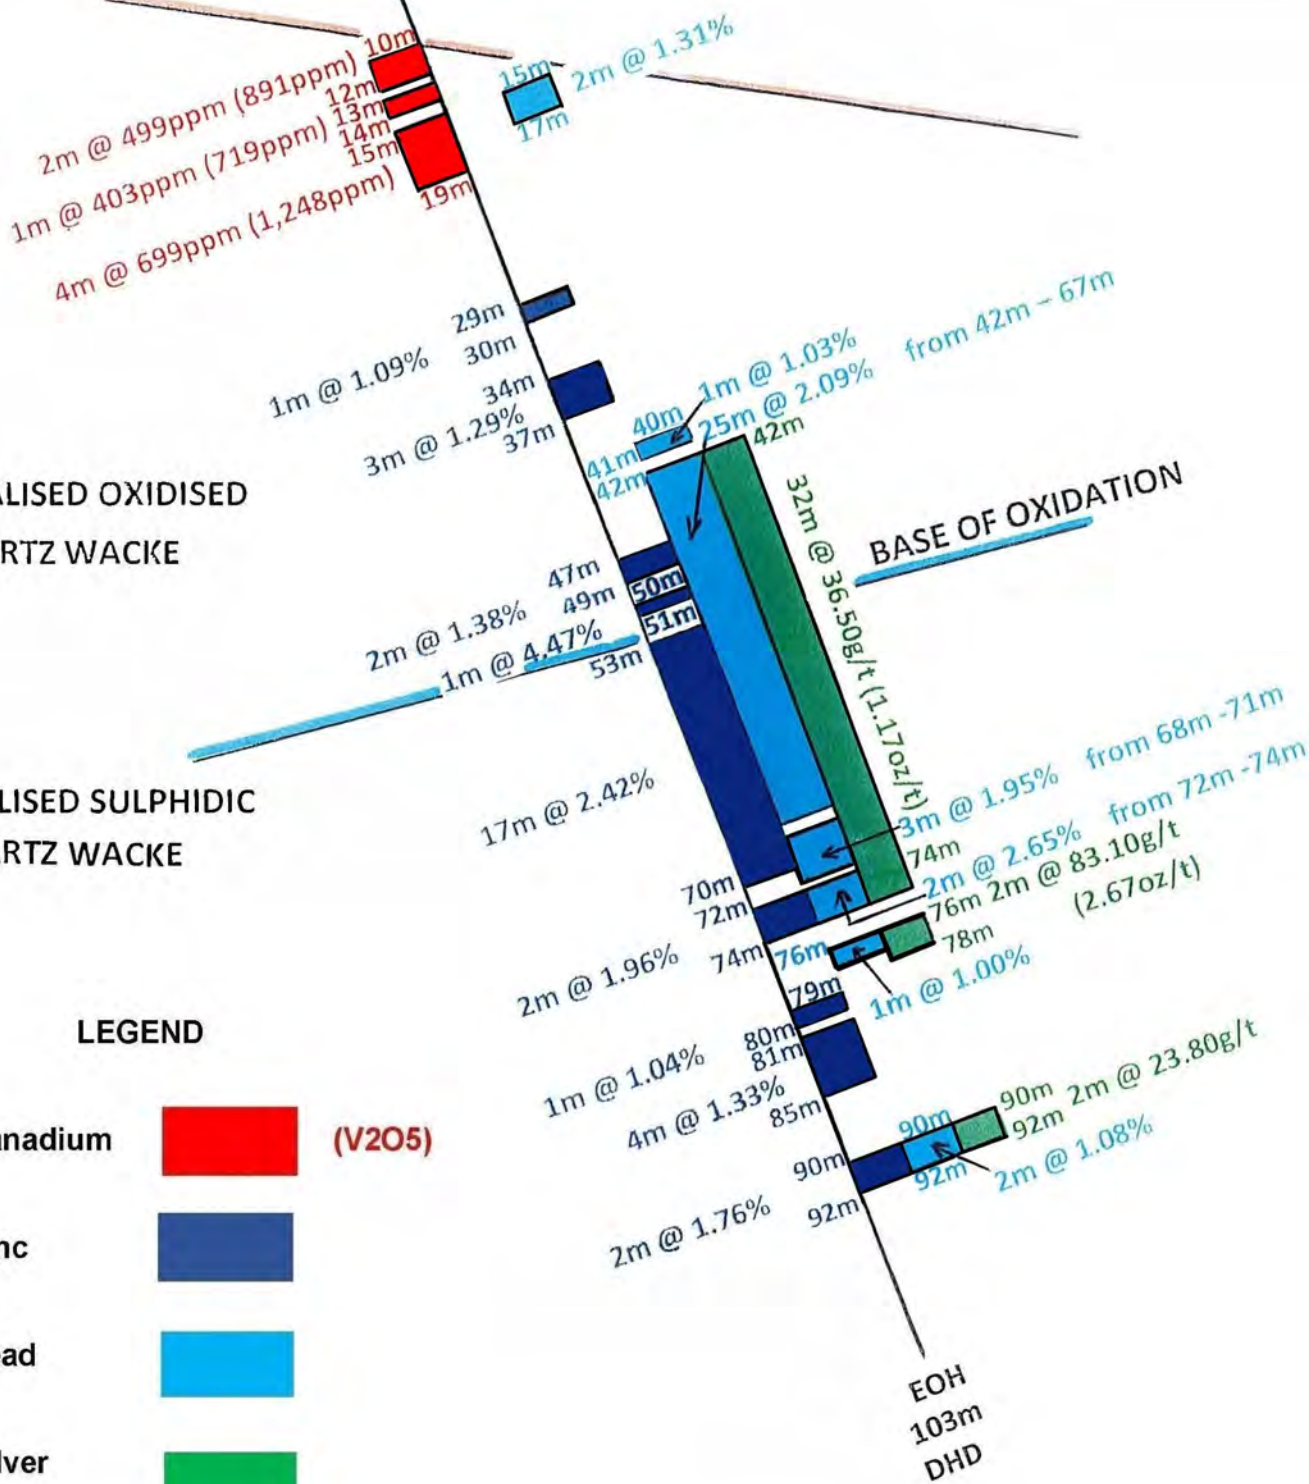 10m
2m @ 499ppm (891ppm)
12m
1m @ 403ppm (719ppm)
13m
14m
4m @ 699ppm (1,248ppm)
15m
19m
15m
2m @ 1.31%
17m
29m
1m @ 1.09%
30m
34m
3m @ 1.29%
37m
40m
1m @ 1.03%
41m
25m @ 2.09% from 42m – 67m
42m
42m
32m @ 36.50g/t (1.17oz/t)
ALISED OXIDISED
RTZ WACKE
BASE OF OXIDATION
47m
2m @ 1.38%
49m
50m
1m @ 4.47%
51m
53m
LISED SULPHIDIC
RTZ WACKE
17m @ 2.42%
3m @ 1.95% from 68m -71m
74m
2m @ 2.65% from 72m -74m
70m
72m
2m @ 1.96%
74m
76m
76m 2m @ 83.10g/t
(2.67oz/t)
78m
1m @ 1.00%
79m
1m @ 1.04%
80m
81m
4m @ 1.33%
85m
90m
90m 2m @ 23.80g/t
92m
92m
2m @ 1.08%
90m
2m @ 1.76%
92m
EOH
103m
DHD
LEGEND
anadium (V2O5)
nc
ad
lver